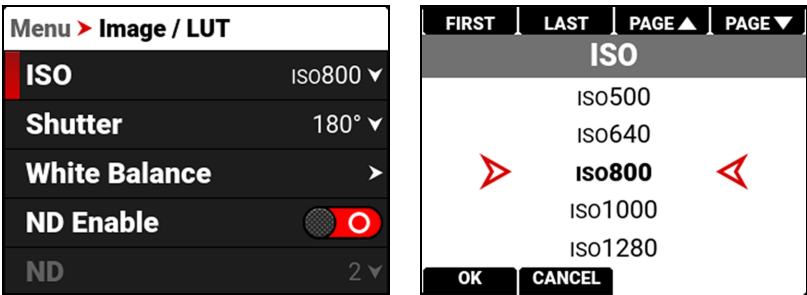 Menu > Image / LUT
ISO ISO800
Shutter 180°
White Balance
ND Enable
ND 2
FIRST LAST PAGE▲ PAGE▼
ISO
ISO500
ISO640
ISO800
ISO1000
ISO1280
OK CANCEL